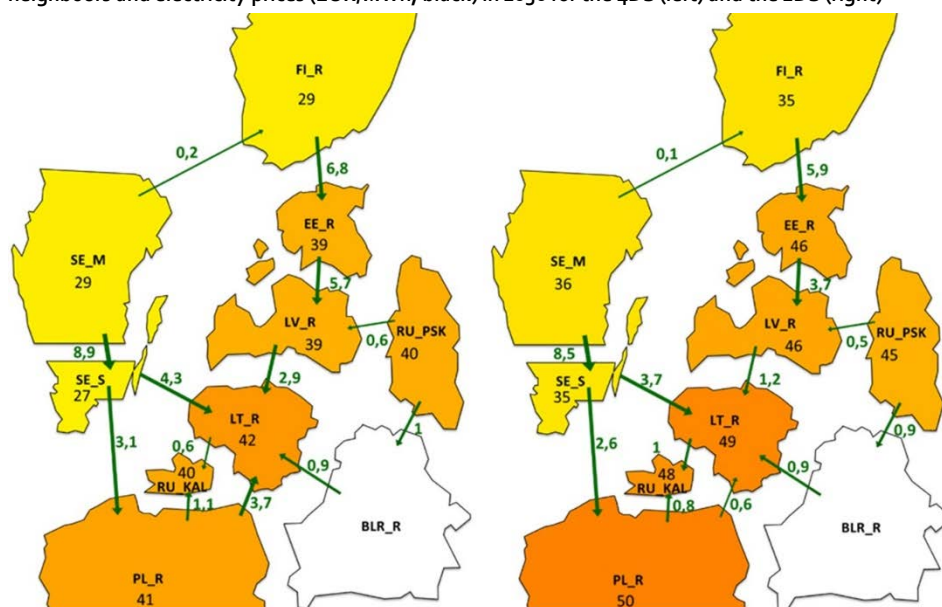 neighbools and electricity prices (EUR/MWh, black) in 2030 for the 4DS (left) and the 2DS (right)
FI_R
29
0,2
6,8
EE_R
39
SE_M
29
5,7
LV_R
39
0,6
RU_PSK
40
8,9
SE_S
27
4,3
2,9
LT_R
42
3,1
0,6
40
RU_KAL
1
0,9
1,1
3,7
BLR_R
PL_R
41
FI_R
35
0,1
5,9
EE_R
46
SE_M
36
3,7
LV_R
46
0,5
RU_PSK
45
8,5
SE_S
35
3,7
1,2
LT_R
49
2,6
1
48
RU_KAL
0,9
0,9
0,8
0,6
BLR_R
PL_R
50